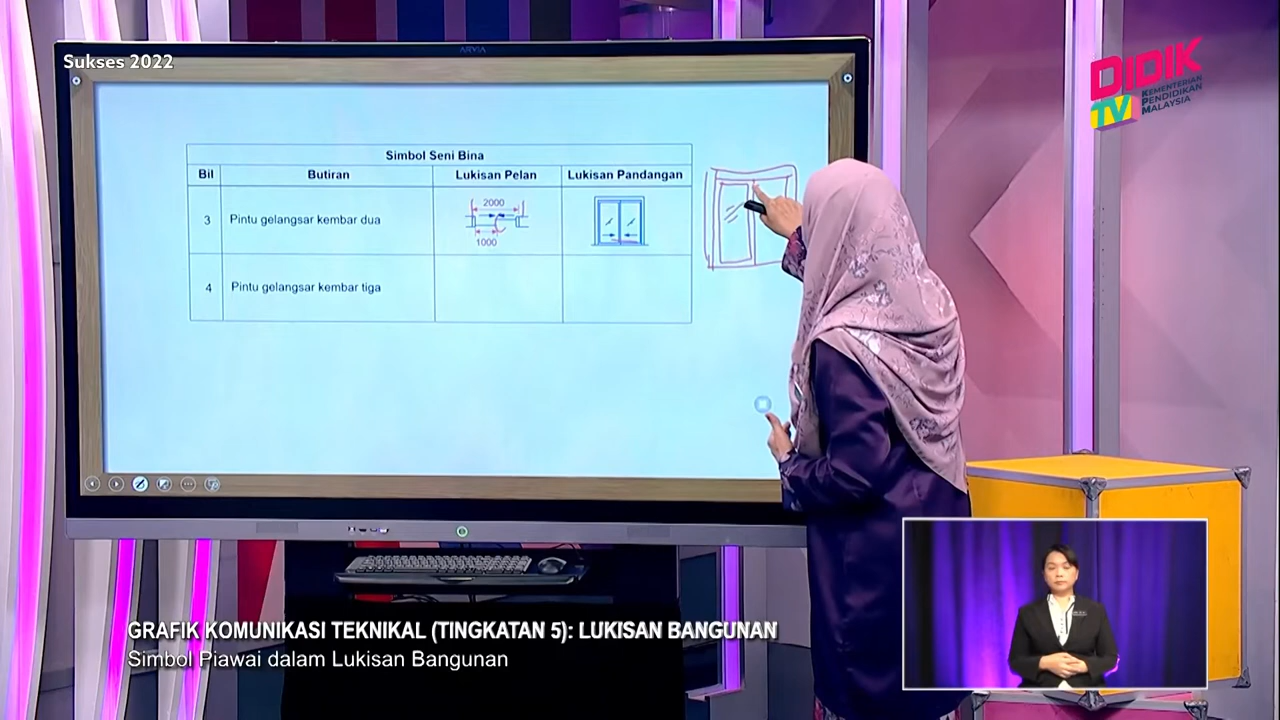 Sukses 2022
ARVIA
DIDIK
TV
KEMENTERIAN
PENDIDIKAN
MALAYSIA
Simbol Seni Bina
Bil Butiran Lukisan Pelan Lukisan Pandangan
3 Pintu gelangsar kembar dua 2000
1000
4 Pintu gelangsar kembar tiga
GRAFIK KOMUNIKASI TEKNIKAL (TINGKATAN 5): LUKISAN BANGUNAN
Simbol Piawai dalam Lukisan Bangunan